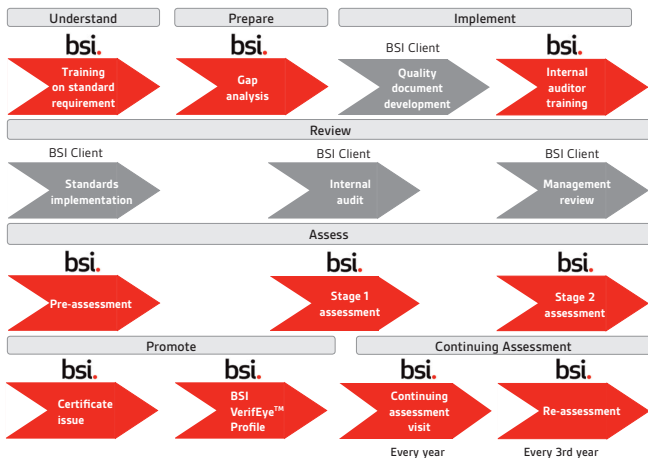 Understand
Prepare
Implement
bsi.
bsi.
BSI Client
bsi.
Training
on standard
requirement
Gap
analysis
Quality
document
development
Internal
auditor
training
Review
BSI Client
BSI Client
BSI Client
Standards
implementation
Internal
audit
Management
review
Assess
bsi.
bsi.
bsi.
Pre-assessment
Stage 1
assessment
Stage 2
assessment
Promote
Continuing Assessment
bsi.
bsi.
bsi.
bsi.
Certificate
issue
BSI
VerifEye™
Profile
Continuing
assessment
visit
Re-assessment
Every year
Every 3rd year